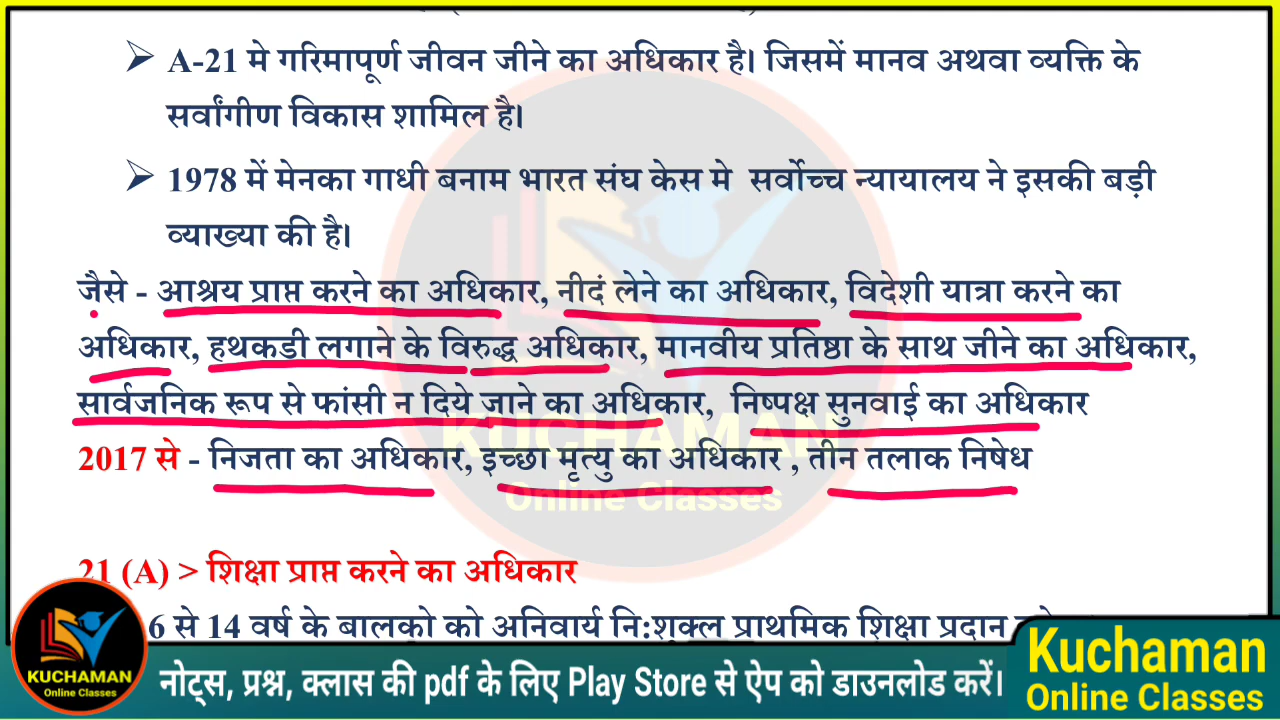 ➢ A-21 मे गरिमापूर्ण जीवन जीने का अधिकार है। जिसमें मानव अथवा व्यक्ति के
सर्वांगीण विकास शामिल है।
➢ 1978 में मेनका गाधी बनाम भारत संघ केस मे सर्वोच्च न्यायालय ने इसकी बड़ी
व्याख्या की है।
जैसे - आश्रय प्राप्त करने का अधिकार, नीदं लेने का अधिकार, विदेशी यात्रा करने का
अधिकार, हथकडी लगाने के विरुद्ध अधिकार, मानवीय प्रतिष्ठा के साथ जीने का अधिकार,
सार्वजनिक रूप से फांसी न दिये जाने का अधिकार, निष्पक्ष सुनवाई का अधिकार
KUCHAMAN
2017 से - निजता का अधिकार, इच्छा मृत्यु का अधिकार , तीन तलाक निषेध
Online Classes
21 (A) > शिक्षा प्राप्त करने का अधिकार
6 से 14 वर्ष के बालको को अनिवार्य नि:शुक्ल प्राथमिक शिक्षा प्रदान
KUCHAMAN
Online Classes
नोट्स, प्रश्न, क्लास की pdf के लिए Play Store से ऐप को डाउनलोड करें।
Kuchaman
Online Classes